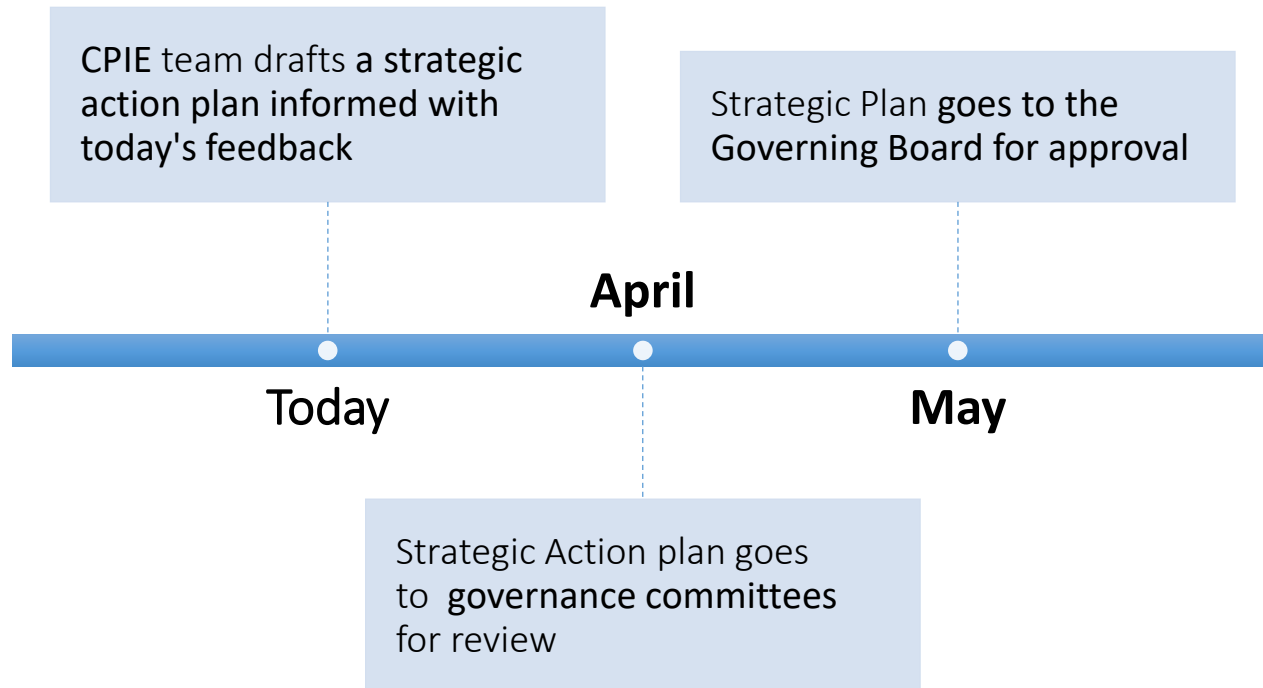 CPIE team drafts a strategic
action plan informed with
today's feedback
Strategic Plan goes to the
Governing Board for approval
April
Today
May
Strategic Action plan goes
to  governance committees
for review